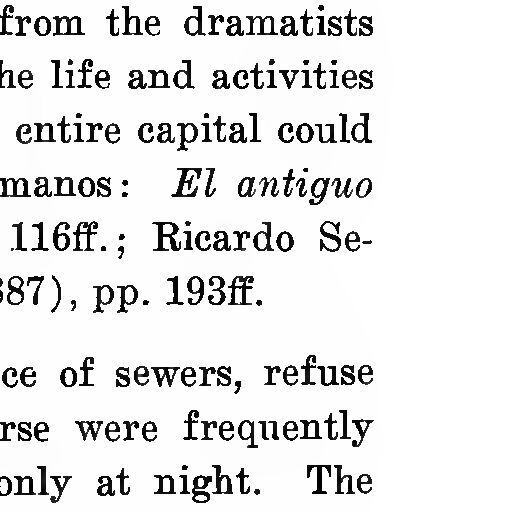 from the dramatists
he life and activities
entire capital could
manos: El antiguo
116ff.; Ricardo Se-
87), pp. 193ff.
ce of sewers, refuse
rse were frequently
only at night. The